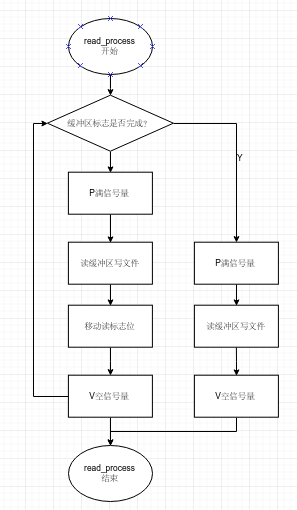 read_process
开始
缓冲区标志是否完成?
Y
P满信号量
读缓冲区写文件
P满信号量
移动读标志位
读缓冲区写文件
V空信号量
V空信号量
read_process
结束